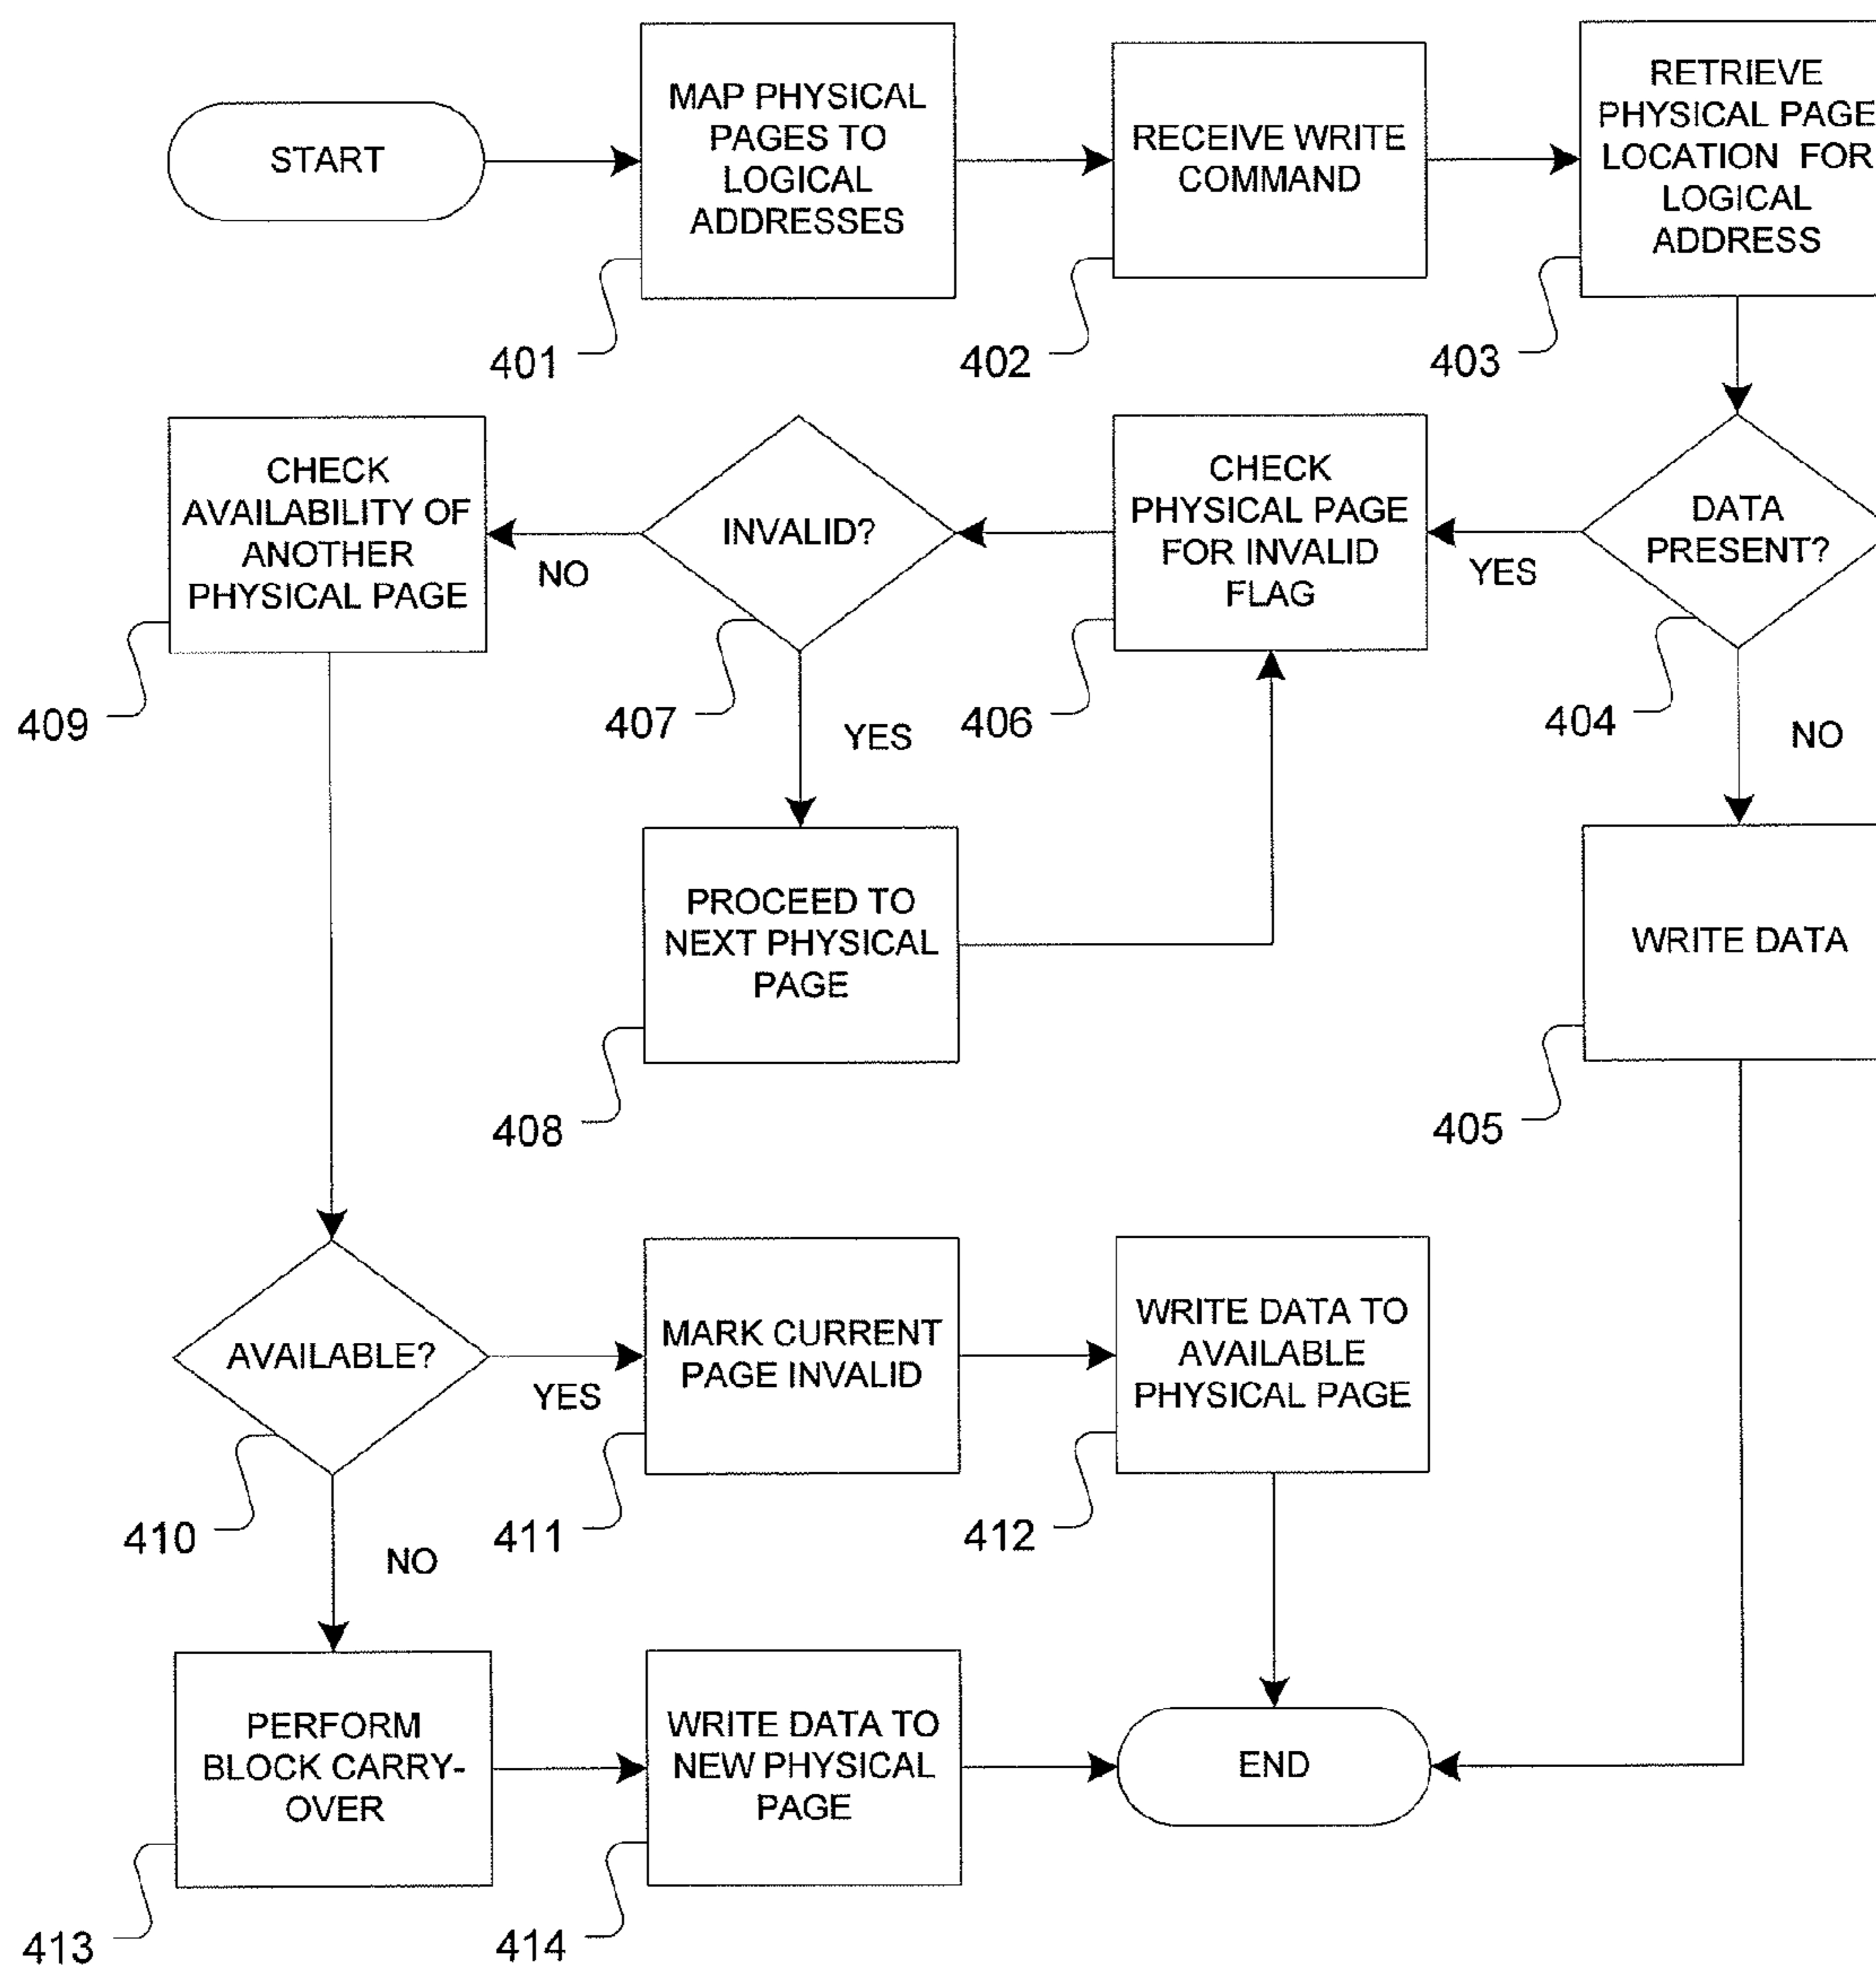 START
MAP PHYSICAL
PAGES TO
LOGICAL
ADDRESSES
401
RECEIVE WRITE
COMMAND
402
RETRIEVE
PHYSICAL PAGE
LOCATION FOR
LOGICAL
ADDRESS
403
CHECK
AVAILABILITY OF
ANOTHER
PHYSICAL PAGE
409
NO
INVALID?
407
YES
CHECK
PHYSICAL PAGE
FOR INVALID
FLAG
406
YES
DATA
PRESENT?
404
NO
PROCEED TO
NEXT PHYSICAL
PAGE
408
WRITE DATA
405
AVAILABLE?
410
YES
NO
MARK CURRENT
PAGE INVALID
411
WRITE DATA TO
AVAILABLE
PHYSICAL PAGE
412
PERFORM
BLOCK CARRY-
OVER
413
WRITE DATA TO
NEW PHYSICAL
PAGE
414
END